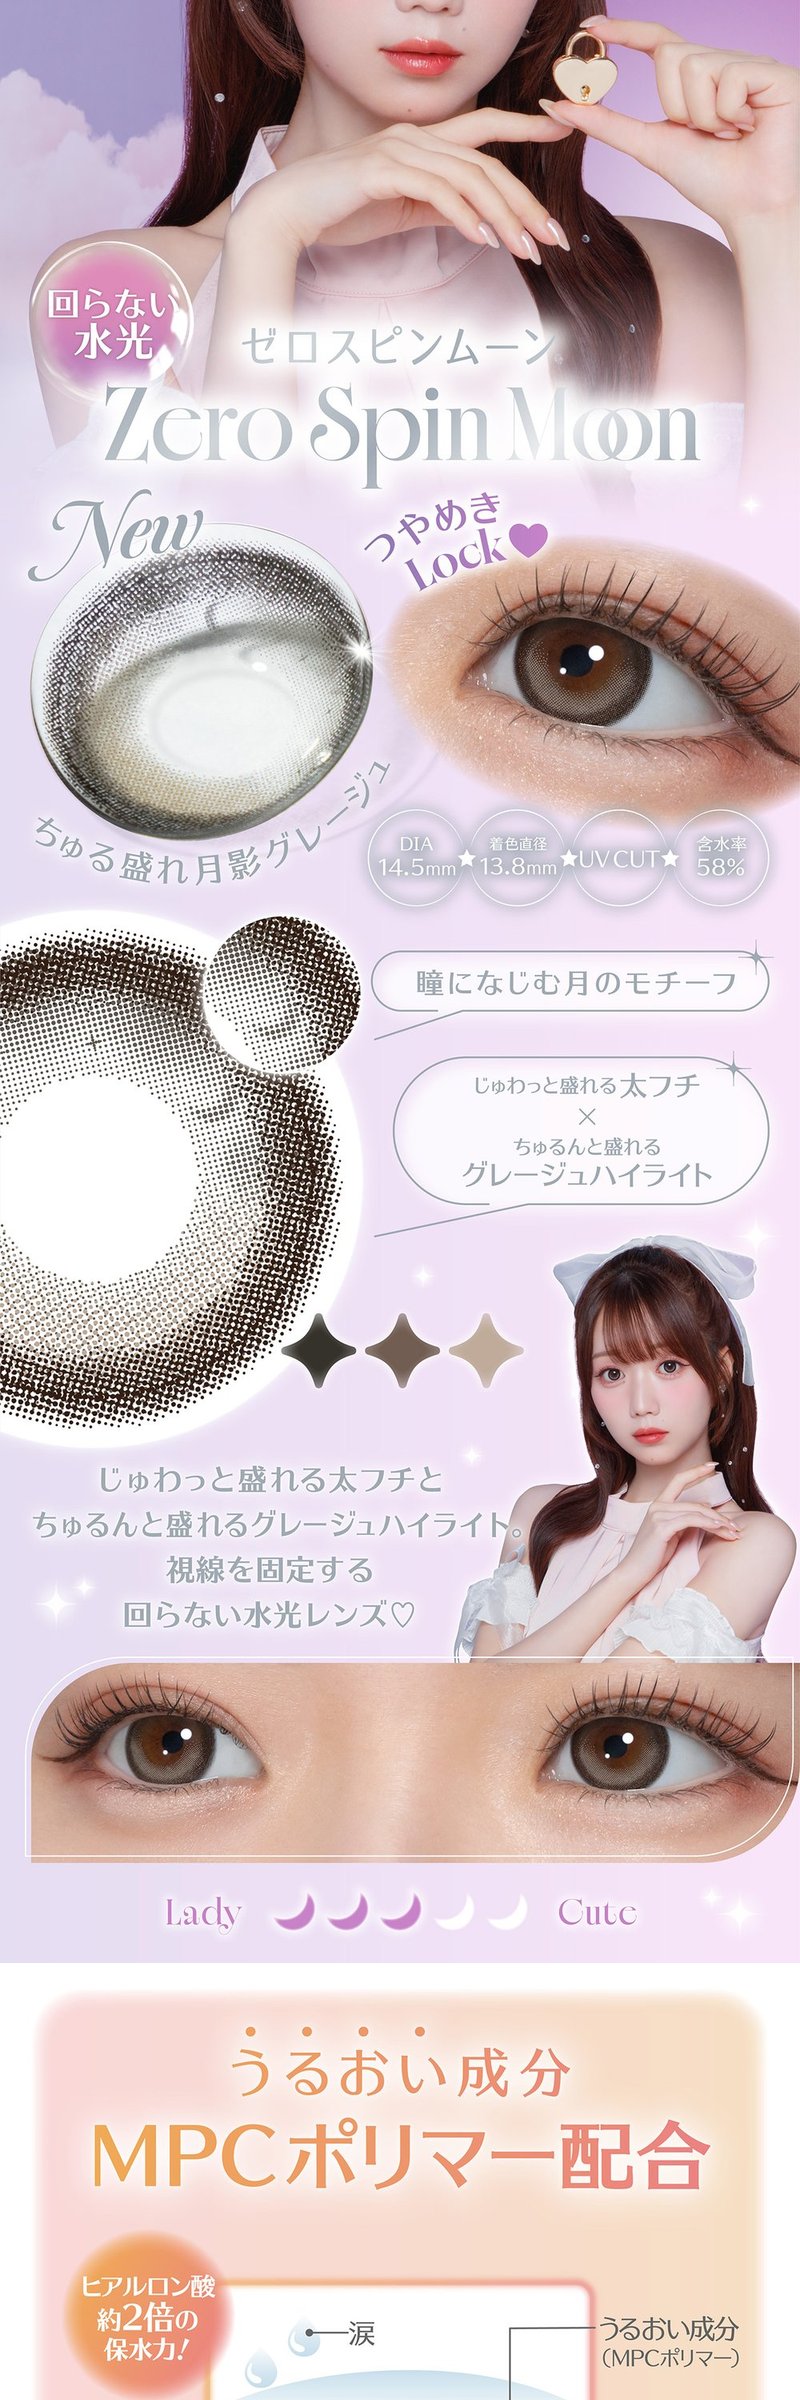 回らない
水光
ゼロスピンムーン
Zero Spin Moon
New
つやめき
Lock
ちゅる盛れ月影グレージュ
DIA
14.5mm
着色直径
13.8mm
UV CUT
含水率
58%
瞳になじむ月のモチーフ
じゅわっと盛れる太フチ
×
ちゅるんと盛れる
グレージュハイライト
じゅわっと盛れる太フチと
ちゅるんと盛れるグレージュハイライト。
視線を固定する
回らない水光レンズ♡
Lady
Cute
うるおい成分
MPCポリマー配合
ヒアルロン酸
約2倍の
保水力!
涙
うるおい成分
(MPCポリマー)